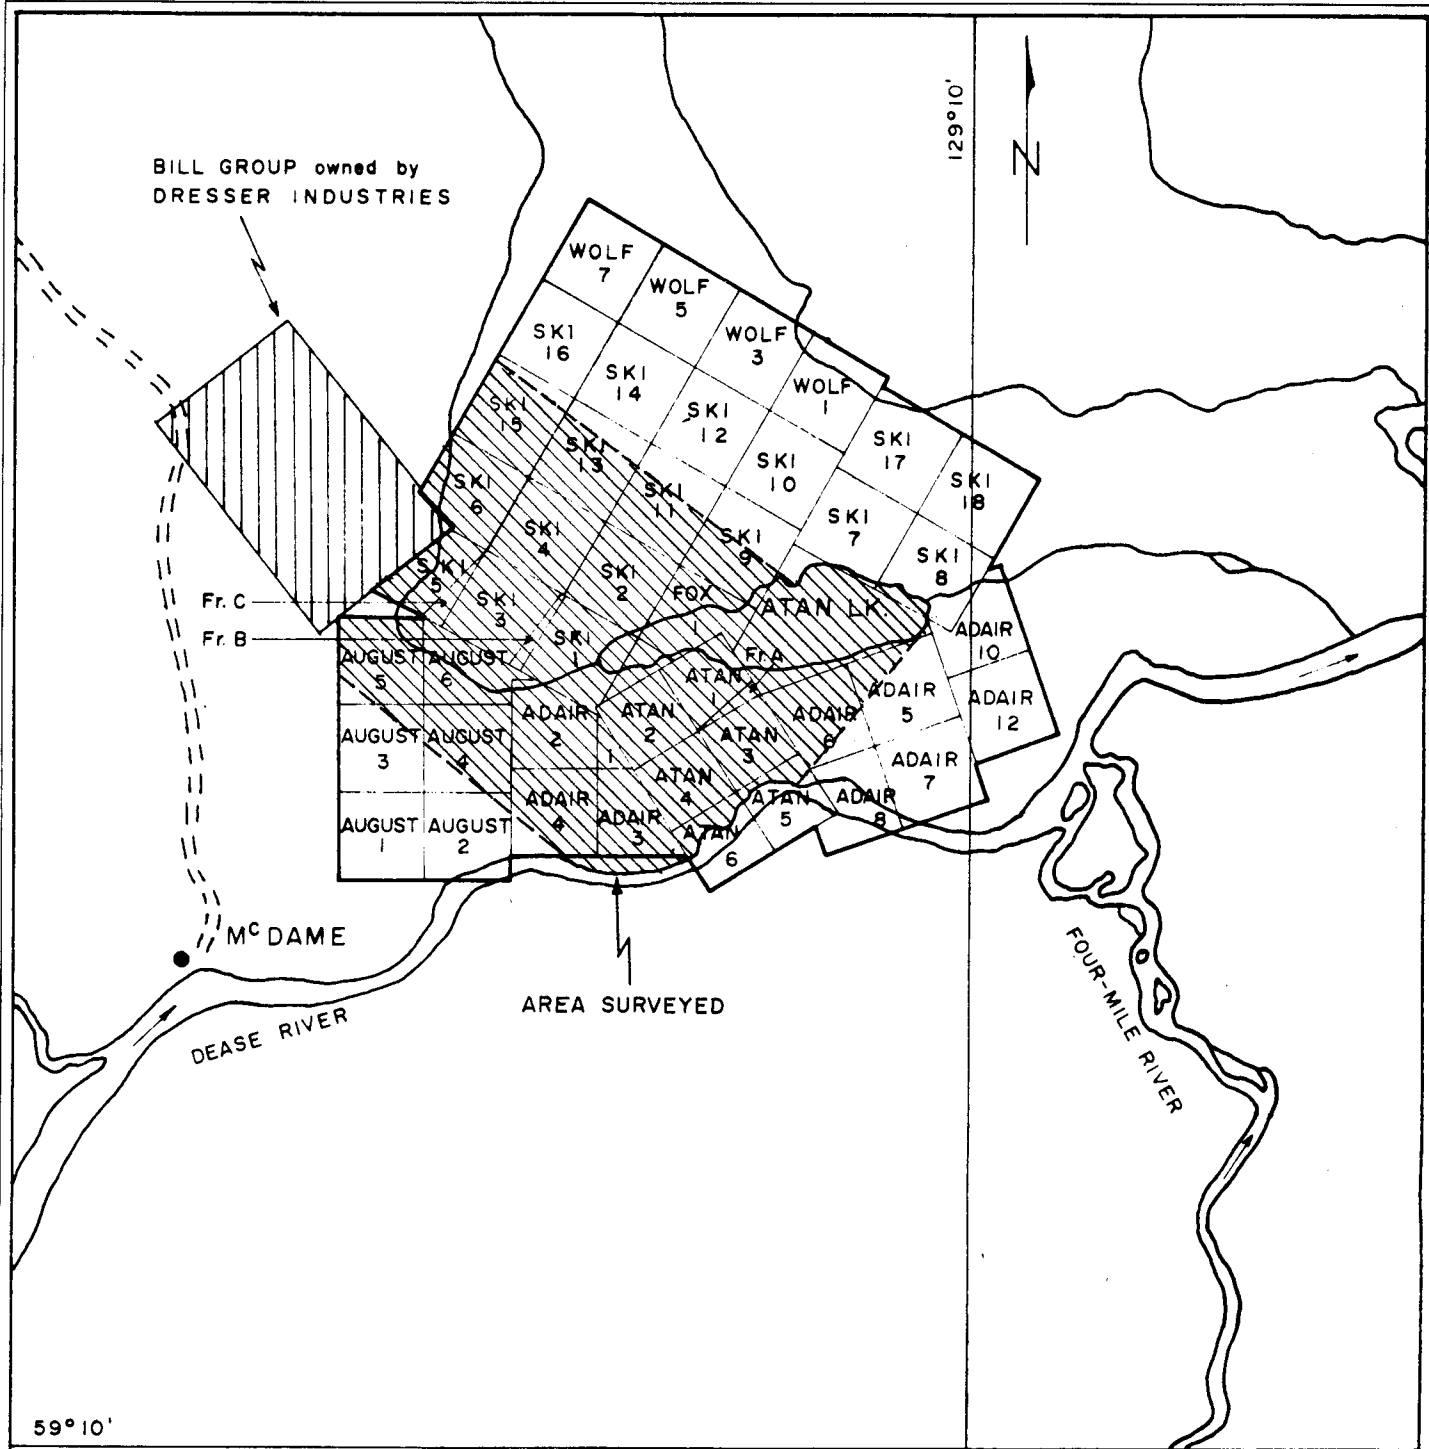 129°10'
N
BILL GROUP owned by
DRESSER INDUSTRIES
WOLF
7
WOLF
5
WOLF
3
WOLF
1
SKI
16
SKI
14
SKI
12
SKI
10
SKI
17
SKI
18
SKI
15
SKI
13
SKI
11
SKI
9
SKI
7
SKI
8
SKI
6
SKI
4
SKI
2
FOX
1
ATAN LK.
SKI
5
SKI
3
SKI
1
Fr. C
Fr. B
Fr.A
ADAIR
10
ADAIR
12
AUGUST
5
AUGUST
6
ADAIR
2
1
ATAN
2
ATAN
1
ATAN
3
ADAIR
6
ADAIR
5
ADAIR
7
AUGUST
3
AUGUST
4
ADAIR
4
ADAIR
3
ATAN
4
ATAN
5
ADAIR
8
AUGUST
1
AUGUST
2
ATAN
6
McDAME
AREA SURVEYED
DEASE RIVER
FOUR-MILE RIVER
59°10'